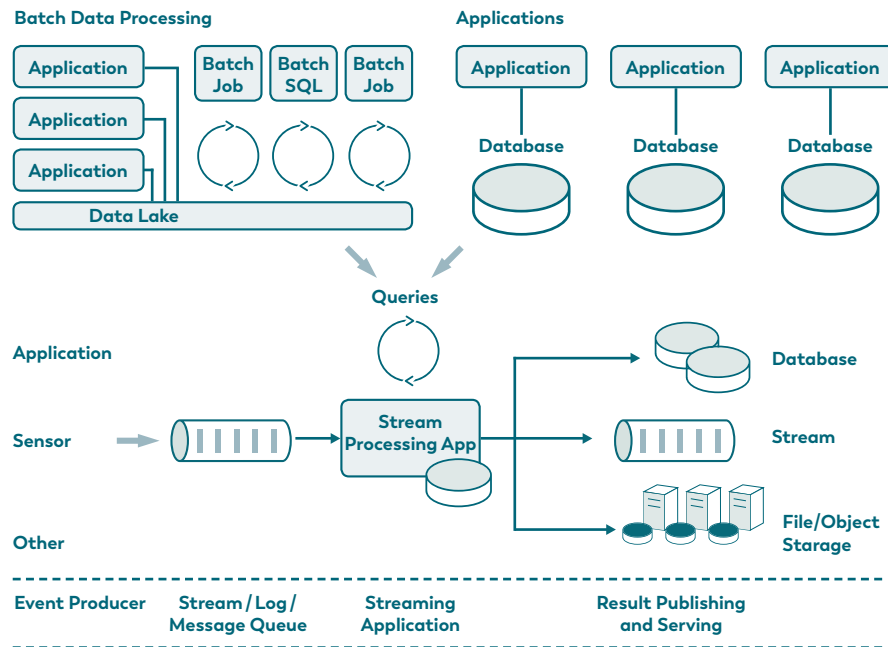 Batch Data Processing
Applications
Application
Application
Application
Batch
Job
Batch
SQL
Batch
Job
Data Lake
Application
Application
Application
Database
Database
Database
Queries
Application
Sensor
Other
Stream
Processing App
Database
Stream
File/Object
Starage
Event Producer
Stream / Log /
Message Queue
Streaming
Application
Result Publishing
and Serving